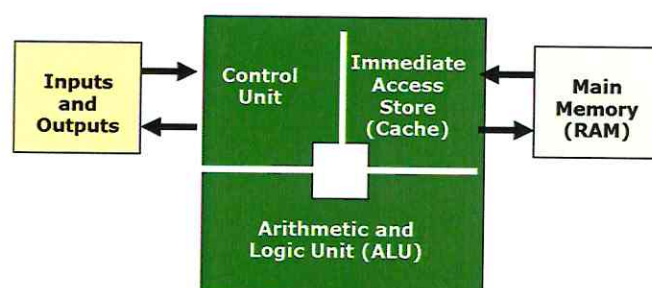 Inputs
and
Outputs
Control
Unit
Immediate
Access
Store
(Cache)
Main
Memory
(RAM)
Arithmetic and
Logic Unit (ALU)